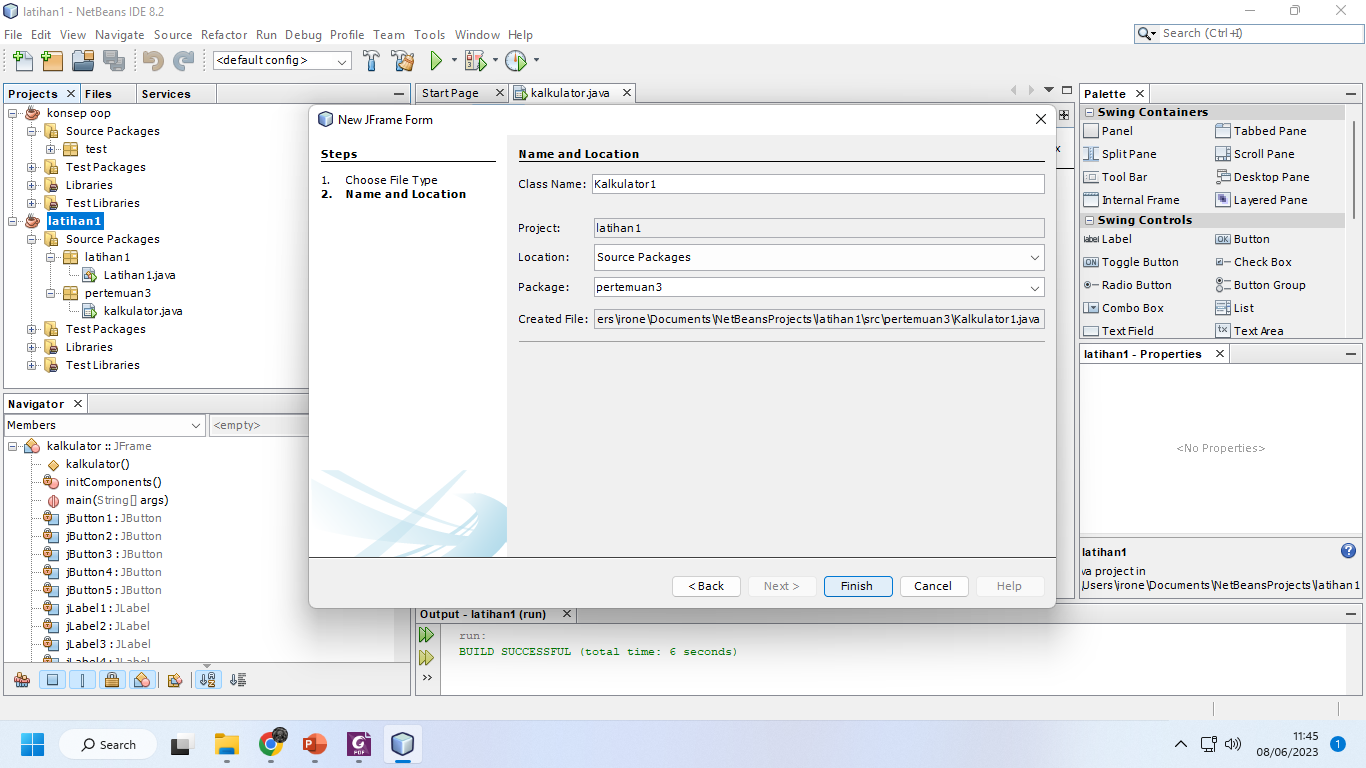 latihan1 - NetBeans IDE 8.2
File Edit View Navigate Source Refactor Run Debug Profile Team Tools Window Help
Search (Ctrl+I)
<default config>
Projects Files Services
konsep oop
Source Packages
test
Test Packages
Libraries
Test Libraries
latihan1
Source Packages
latihan1
Latihan1.java
pertemuan3
kalkulator.java
Test Packages
Libraries
Test Libraries
Navigator
Members <empty>
kalkulator :: JFrame
kalkulator()
initComponents()
main(String[] args)
jButton1 : JButton
jButton2 : JButton
jButton3 : JButton
jButton4 : JButton
jButton5 : JButton
jLabel1 : JLabel
jLabel2 : JLabel
jLabel3 : JLabel
jLabel4 : JLabel
Start Page kalkulator.java
New JFrame Form
Steps
1. Choose File Type
2. Name and Location
Name and Location
Class Name: Kalkulator1
Project: latihan1
Location: Source Packages
Package: pertemuan3
Created File: ers\irone\Documents\NetBeansProjects\latihan1\src\pertemuan3\Kalkulator1.java
< Back Next > Finish Cancel Help
Output - latihan1 (run)
run:
BUILD SUCCESSFUL (total time: 6 seconds)
Palette
Swing Containers
Panel Tabbed Pane
Split Pane Scroll Pane
Tool Bar Desktop Pane
Internal Frame Layered Pane
Swing Controls
label Label OK Button
ON Toggle Button Check Box
Radio Button Button Group
Combo Box List
Text Field Text Area
latihan1 - Properties
<No Properties>
latihan1
va project in
\Users\irone\Documents\NetBeansProjects\latihan1
Search
PDF
11:45
08/06/2023
1